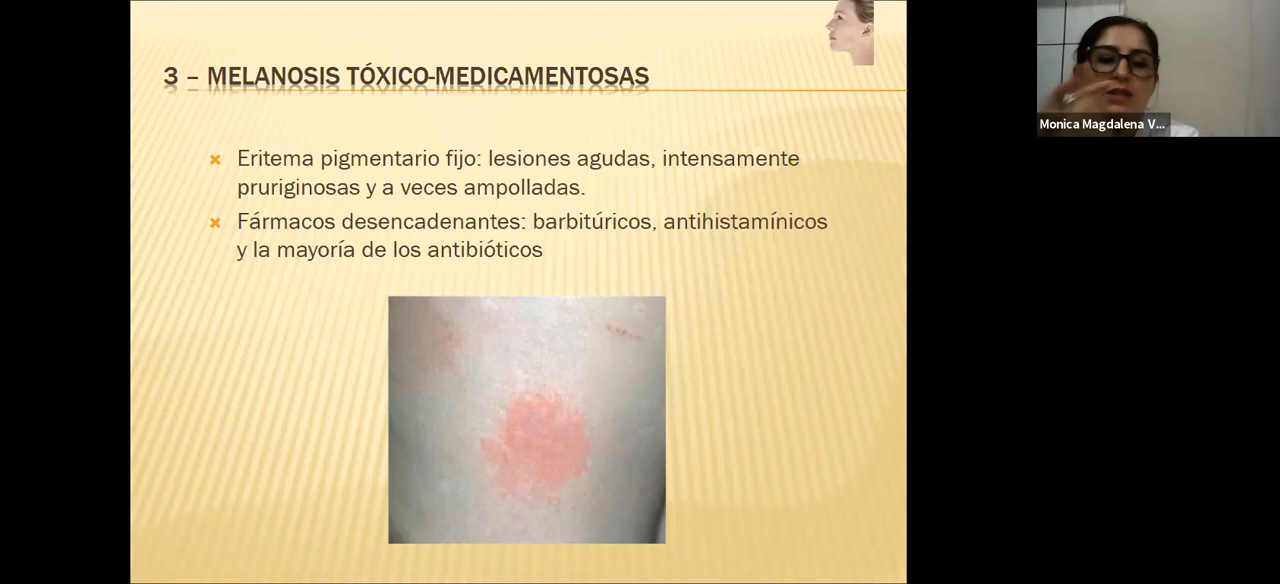 3 – MELANOSIS TÓXICO-MEDICAMENTOSAS
Eritema pigmentario fijo: lesiones agudas, intensamente
pruriginosas y a veces ampolladas.
Fármacos desencadenantes: barbitúricos, antihistamínicos
y la mayoría de los antibióticos
Monica Magdalena V...